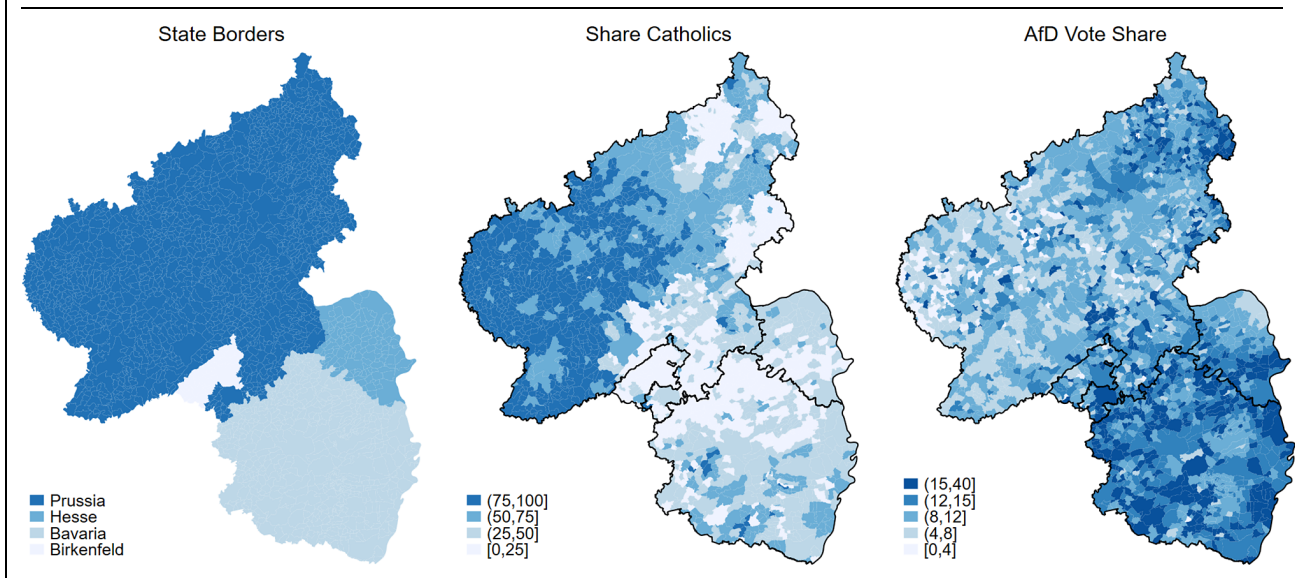 State Borders
Prussia
Hesse
Bavaria
Birkenfeld
Share Catholics
(75,100]
(50,75]
(25,50]
[0,25]
AfD Vote Share
(15,40]
(12,15]
(8,12]
(4,8]
[0,4]